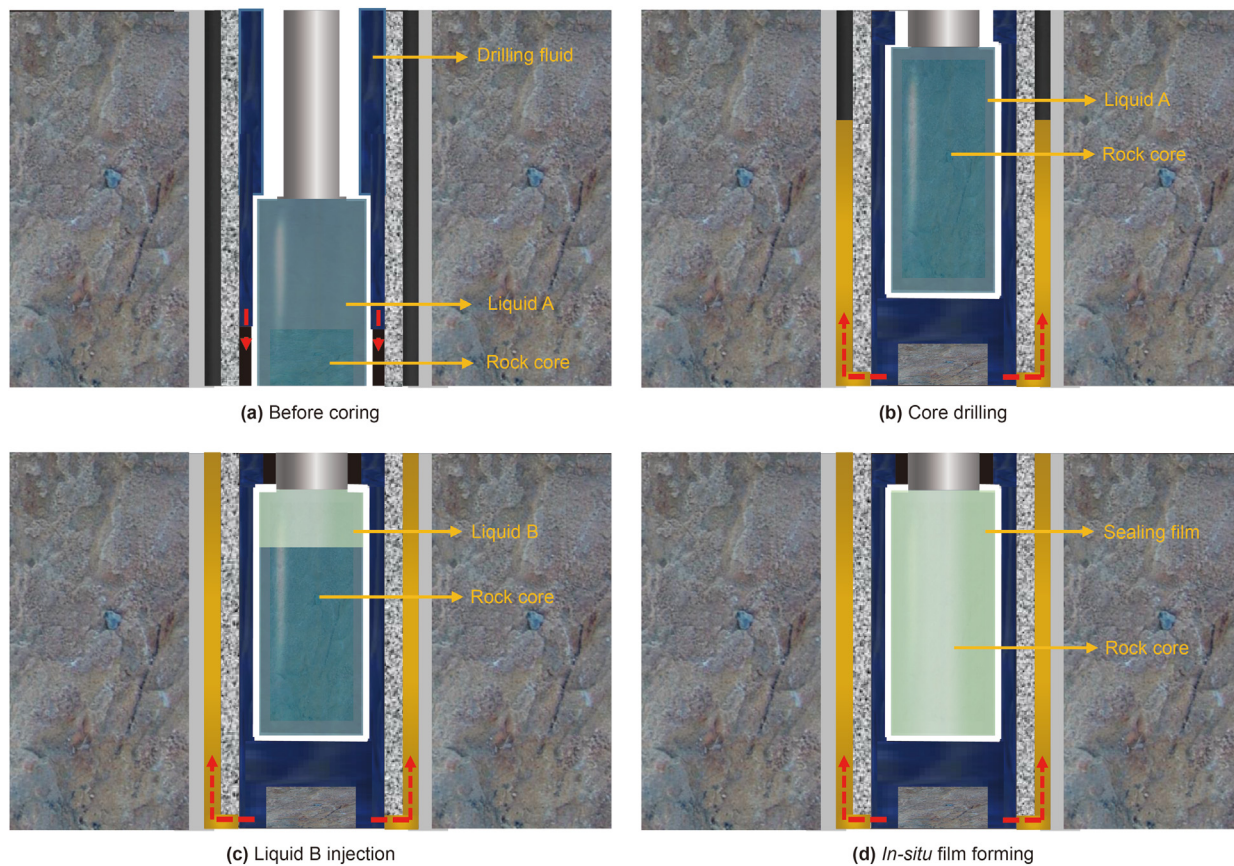 Drilling fluid
Liquid A
Rock core
(a) Before coring
Liquid A
Rock core
(b) Core drilling
Liquid B
Rock core
(c) Liquid B injection
Sealing film
Rock core
(d) In-situ film forming